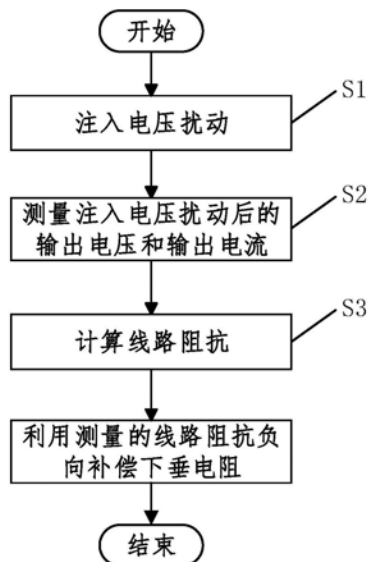 开始
注入电压扰动
S1
测量注入电压扰动后的
输出电压和输出电流
S2
计算线路阻抗
S3
利用测量的线路阻抗负
向补偿下垂电阻
结束